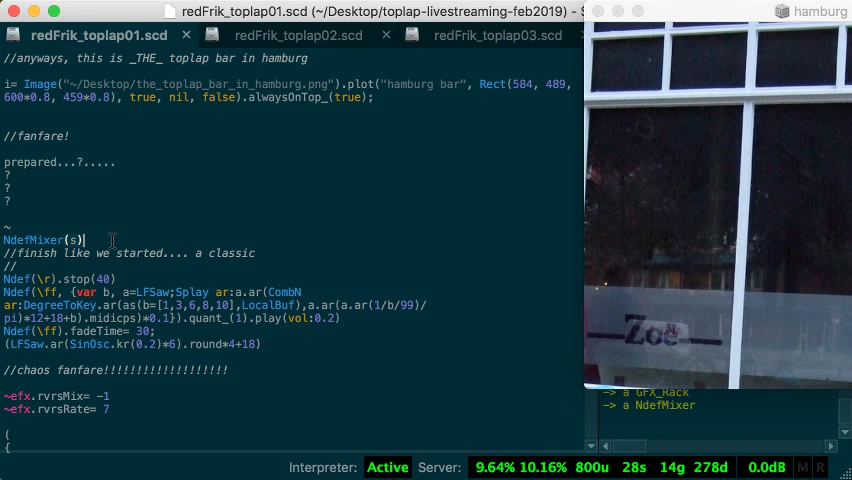 redFrik_toplap01.scd (~/Desktop/toplap-livestreaming-feb2019) - S
hamburg
redFrik_toplap01.scd
redFrik_toplap02.scd
redFrik_toplap03.scd
//anyways, this is _THE_ toplap bar in hamburg
i= Image("~/Desktop/the_toplap_bar_in_hamburg.png").plot("hamburg bar", Rect(584, 489,
600*0.8, 459*0.8), true, nil, false).alwaysOnTop_(true);
//fanfare!
prepared...?.....
?
?
?
~
NdefMixer(s)
//finish like we started.... a classic
//
Ndef(\r).stop(40)
Ndef(\ff, {var b, a=LFSaw;Splay ar:a.ar(CombN
ar:DegreeToKey.ar(as(b=[1,3,6,8,10],LocalBuf),a.ar(a.ar(1/b/99)/
pi)*12+18+b).midicps)*0.1}).quant_(1).play(vol:0.2)
Ndef(\ff).fadeTime= 30;
(LFSaw.ar(SinOsc.kr(0.2)*6).round*4+18)
//chaos fanfare!!!!!!!!!!!!!!!!!!!
~efx.rvrsMix= -1
~efx.rvrsRate= 7
(
{
Zoë
-> a GFX_Rack
-> a NdefMixer
Interpreter: Active Server: 9.64% 10.16% 800u 28s 14g 278d 0.0dB M R